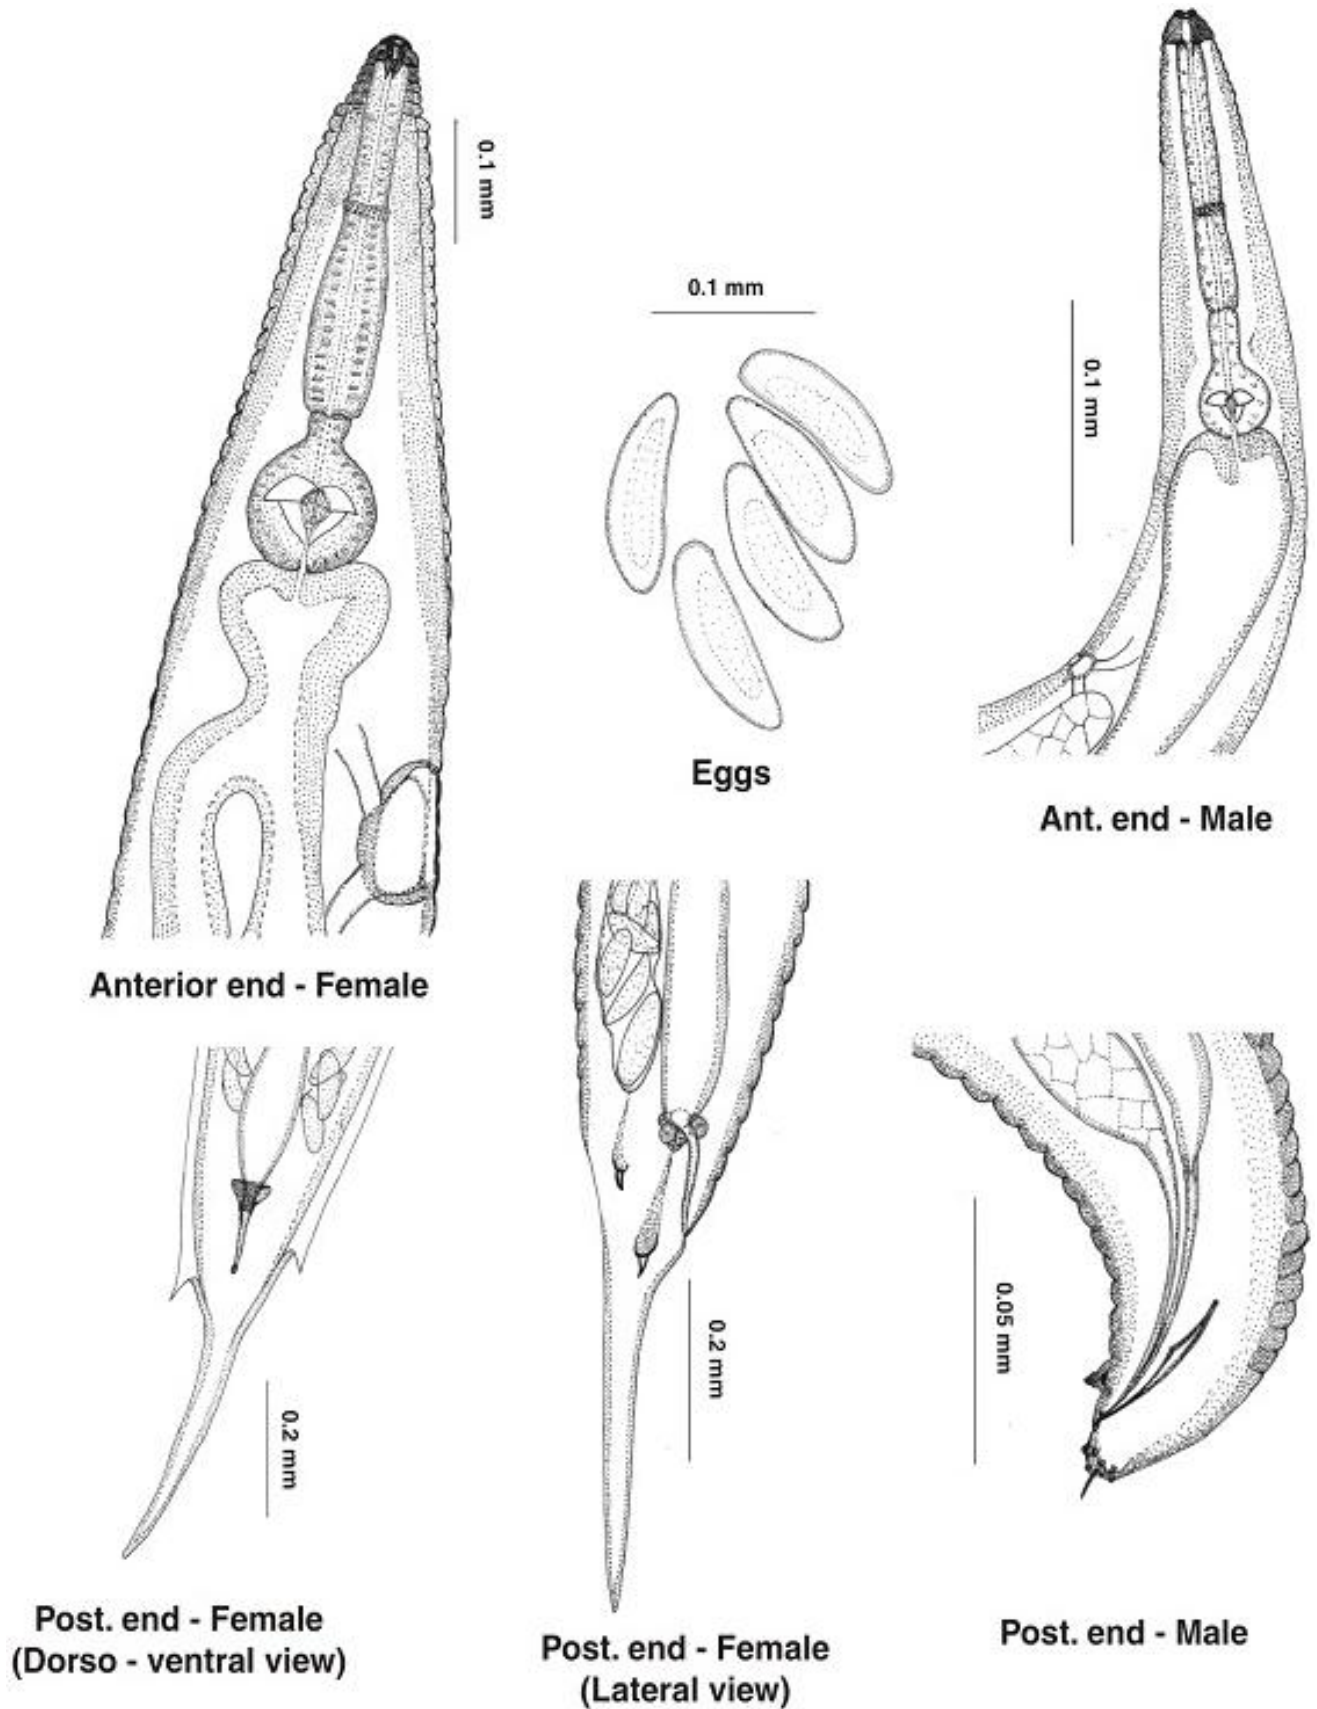 0.1 mm
0.1 mm
0.1 mm
Eggs
Ant. end - Male
Anterior end - Female
0.2 mm
0.2 mm
0.05 mm
Post. end - Female
(Dorso - ventral view)
Post. end - Female
(Lateral view)
Post. end - Male